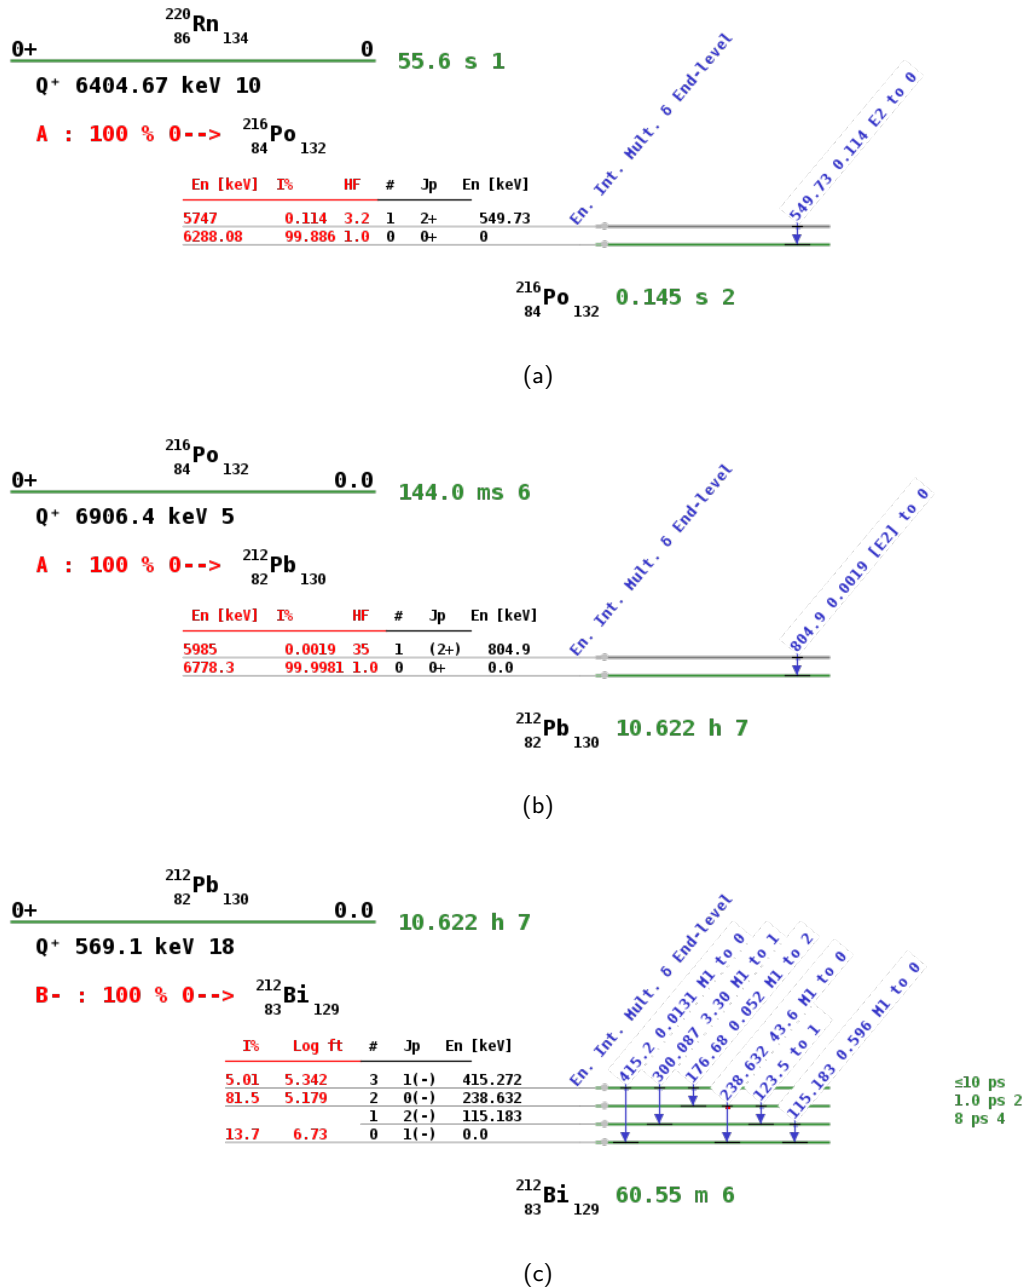 220
86Rn134
0+ 0
55.6 s 1
Q⁺ 6404.67 keV 10
A : 100 % 0--> 216
84Po132
En [keV] I% HF # Jp En [keV]
5747 0.114 3.2 1 2+ 549.73
6288.08 99.886 1.0 0 0+ 0
En. Int. Mult. δ End-level
549.73 0.114 E2 to 0
216
84Po132 0.145 s 2
(a)
216
84Po132
0+ 0.0
144.0 ms 6
Q⁺ 6906.4 keV 5
A : 100 % 0--> 212
82Pb130
En [keV] I% HF # Jp En [keV]
5985 0.0019 35 1 (2+) 804.9
6778.3 99.9981 1.0 0 0+ 0.0
En. Int. Mult. δ End-level
804.9 0.0019 [E2] to 0
212
82Pb130 10.622 h 7
(b)
212
82Pb130
0+ 0.0
10.622 h 7
Q⁺ 569.1 keV 18
B- : 100 % 0--> 212
83Bi129
I% Log ft # Jp En [keV]
5.01 5.342 3 1(-) 415.272
81.5 5.179 2 0(-) 238.632
1 2(-) 115.183
13.7 6.73 0 1(-) 0.0
En. Int. Mult. δ End-level
415.2 0.0131 M1 to 0
300.087 3.30 M1 to 1
176.68 0.052 M1 to 2
238.632 43.6 M1 to 0
123.5 to 1
115.183 0.596 M1 to 0
≤10 ps
1.0 ps 2
8 ps 4
212
83Bi129 60.55 m 6
(c)